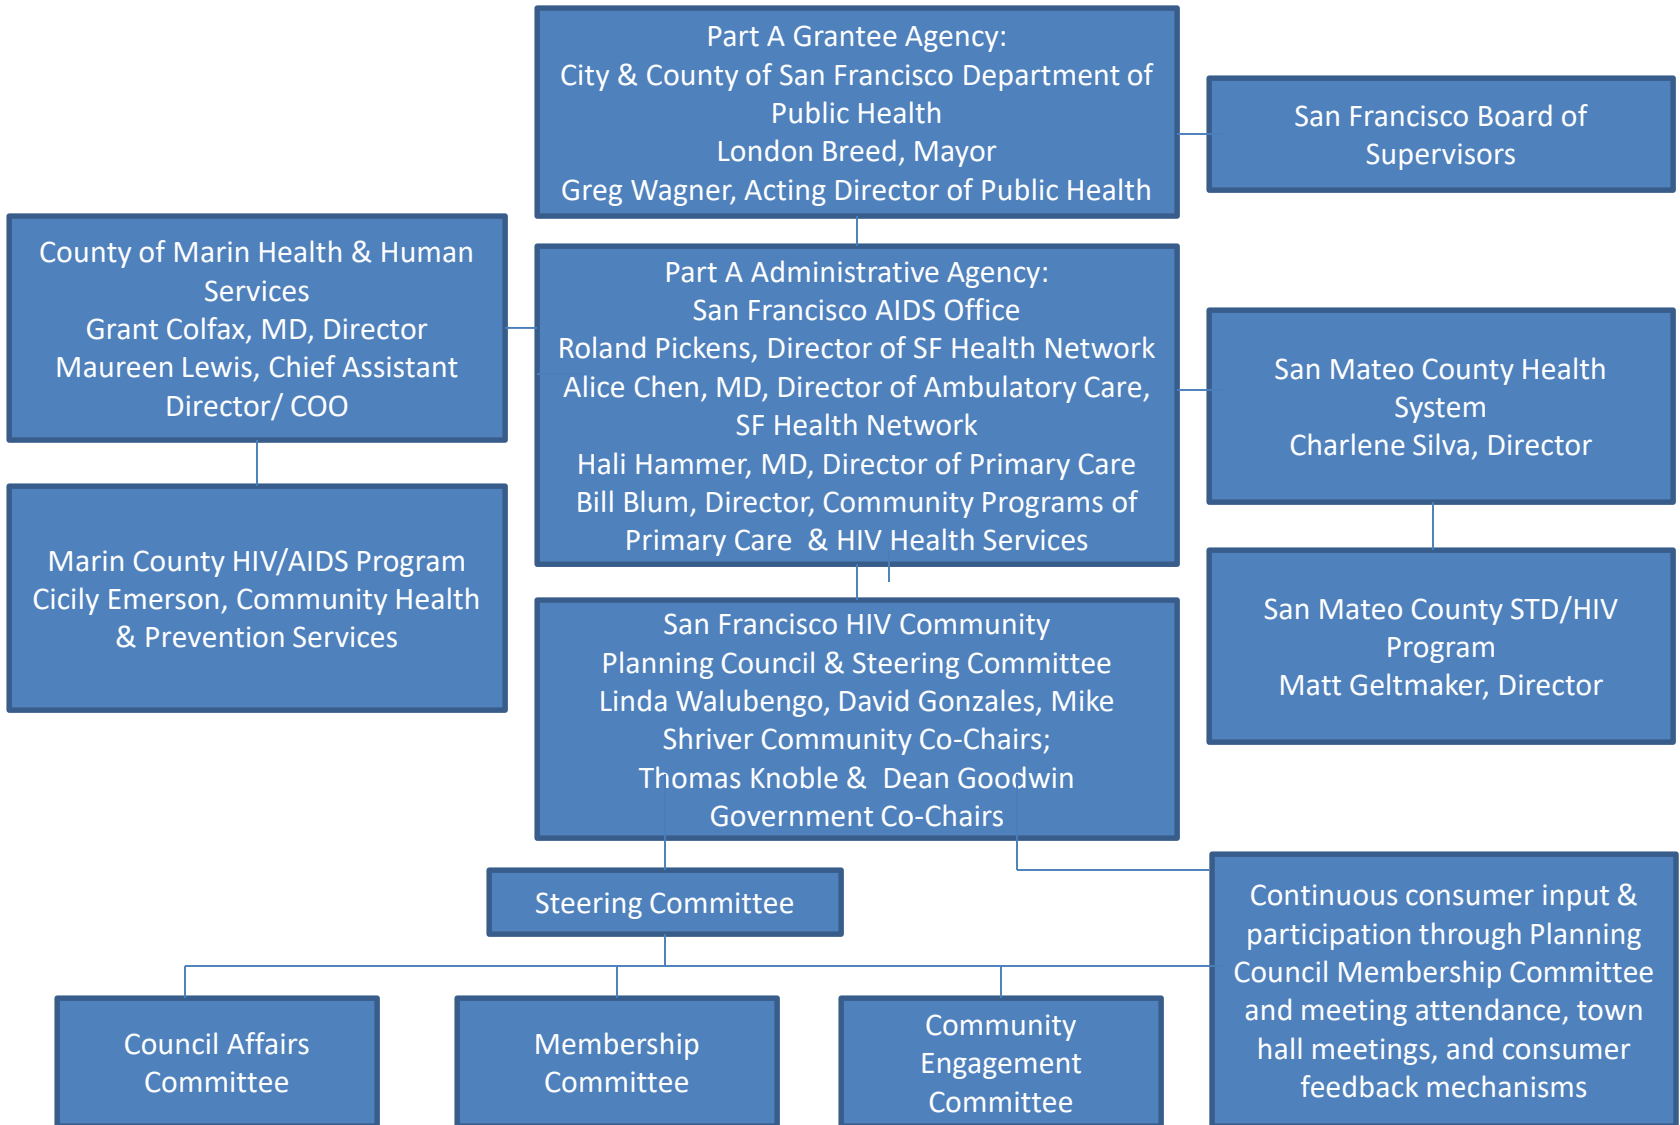 Part A Grantee Agency:
City & County of San Francisco Department of
Public Health
London Breed, Mayor
Greg Wagner, Acting Director of Public Health
San Francisco Board of
Supervisors
County of Marin Health & Human
Services
Grant Colfax, MD, Director
Maureen Lewis, Chief Assistant
Director/ COO
Part A Administrative Agency:
San Francisco AIDS Office
Roland Pickens, Director of SF Health Network
Alice Chen, MD, Director of Ambulatory Care,
SF Health Network
Hali Hammer, MD, Director of Primary Care
Bill Blum, Director, Community Programs of
Primary Care  & HIV Health Services
San Mateo County Health
System
Charlene Silva, Director
Marin County HIV/AIDS Program
Cicily Emerson, Community Health
& Prevention Services
San Mateo County STD/HIV
Program
Matt Geltmaker, Director
San Francisco HIV Community
Planning Council & Steering Committee
Linda Walubengo, David Gonzales, Mike
Shriver Community Co-Chairs;
Thomas Knoble &  Dean Goodwin
Government Co-Chairs
Steering Committee
Continuous consumer input &
participation through Planning
Council Membership Committee
and meeting attendance, town
hall meetings, and consumer
feedback mechanisms
Council Affairs
Committee
Membership
Committee
Community
Engagement
Committee